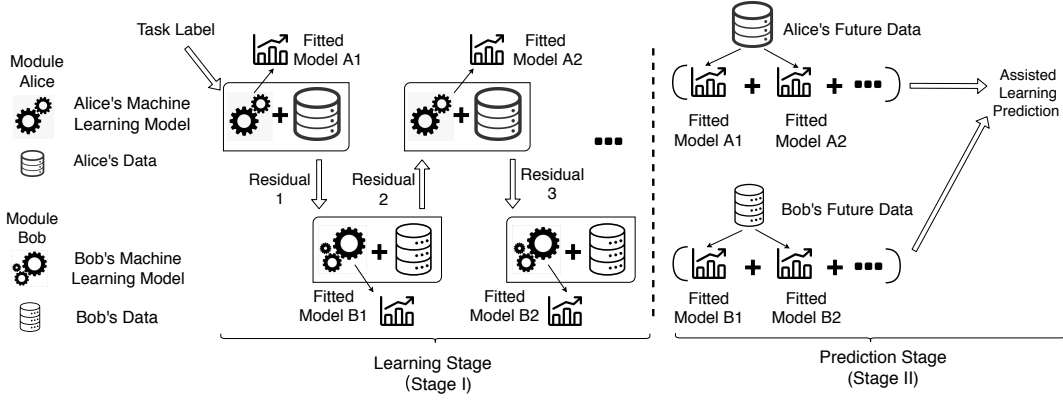 Module
Alice
Alice's Machine
Learning Model
Alice's Data
Module
Bob
Bob's Machine
Learning Model
Bob's Data
Task Label
Fitted
Model A1
Fitted
Model A2
Residual
1
Residual
2
Residual
3
Fitted
Model B1
Fitted
Model B2
Learning Stage
(Stage I)
Alice's Future Data
Fitted
Model A1
Fitted
Model A2
Assisted
Learning
Prediction
Bob's Future Data
Fitted
Model B1
Fitted
Model B2
Prediction Stage
(Stage II)